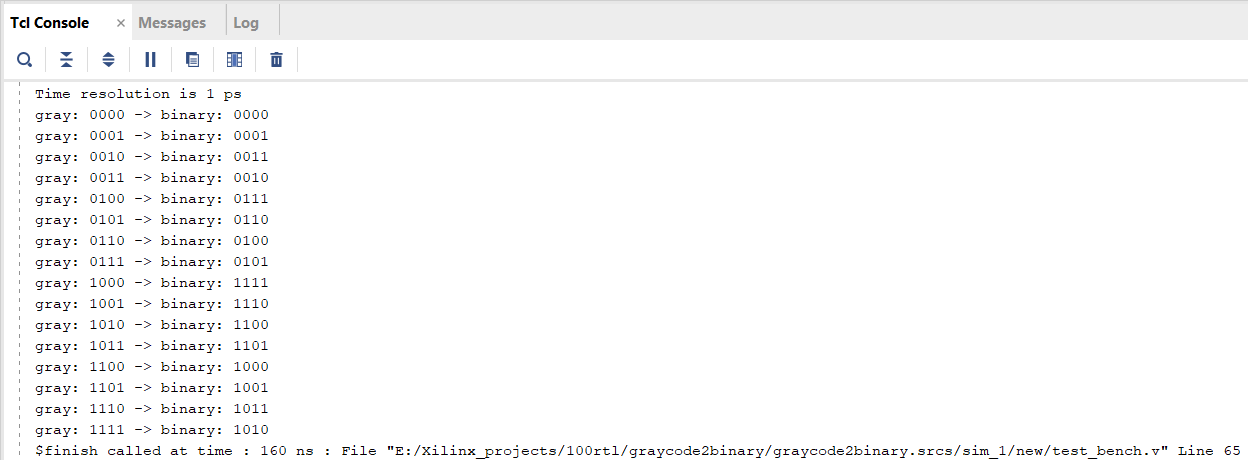 Tcl Console × Messages Log
Time resolution is 1 ps
gray: 0000 -> binary: 0000
gray: 0001 -> binary: 0001
gray: 0010 -> binary: 0011
gray: 0011 -> binary: 0010
gray: 0100 -> binary: 0111
gray: 0101 -> binary: 0110
gray: 0110 -> binary: 0100
gray: 0111 -> binary: 0101
gray: 1000 -> binary: 1111
gray: 1001 -> binary: 1110
gray: 1010 -> binary: 1100
gray: 1011 -> binary: 1101
gray: 1100 -> binary: 1000
gray: 1101 -> binary: 1001
gray: 1110 -> binary: 1011
gray: 1111 -> binary: 1010
$finish called at time : 160 ns : File "E:/Xilinx_projects/100rtl/graycode2binary/graycode2binary.srcs/sim_1/new/test_bench.v" Line 65